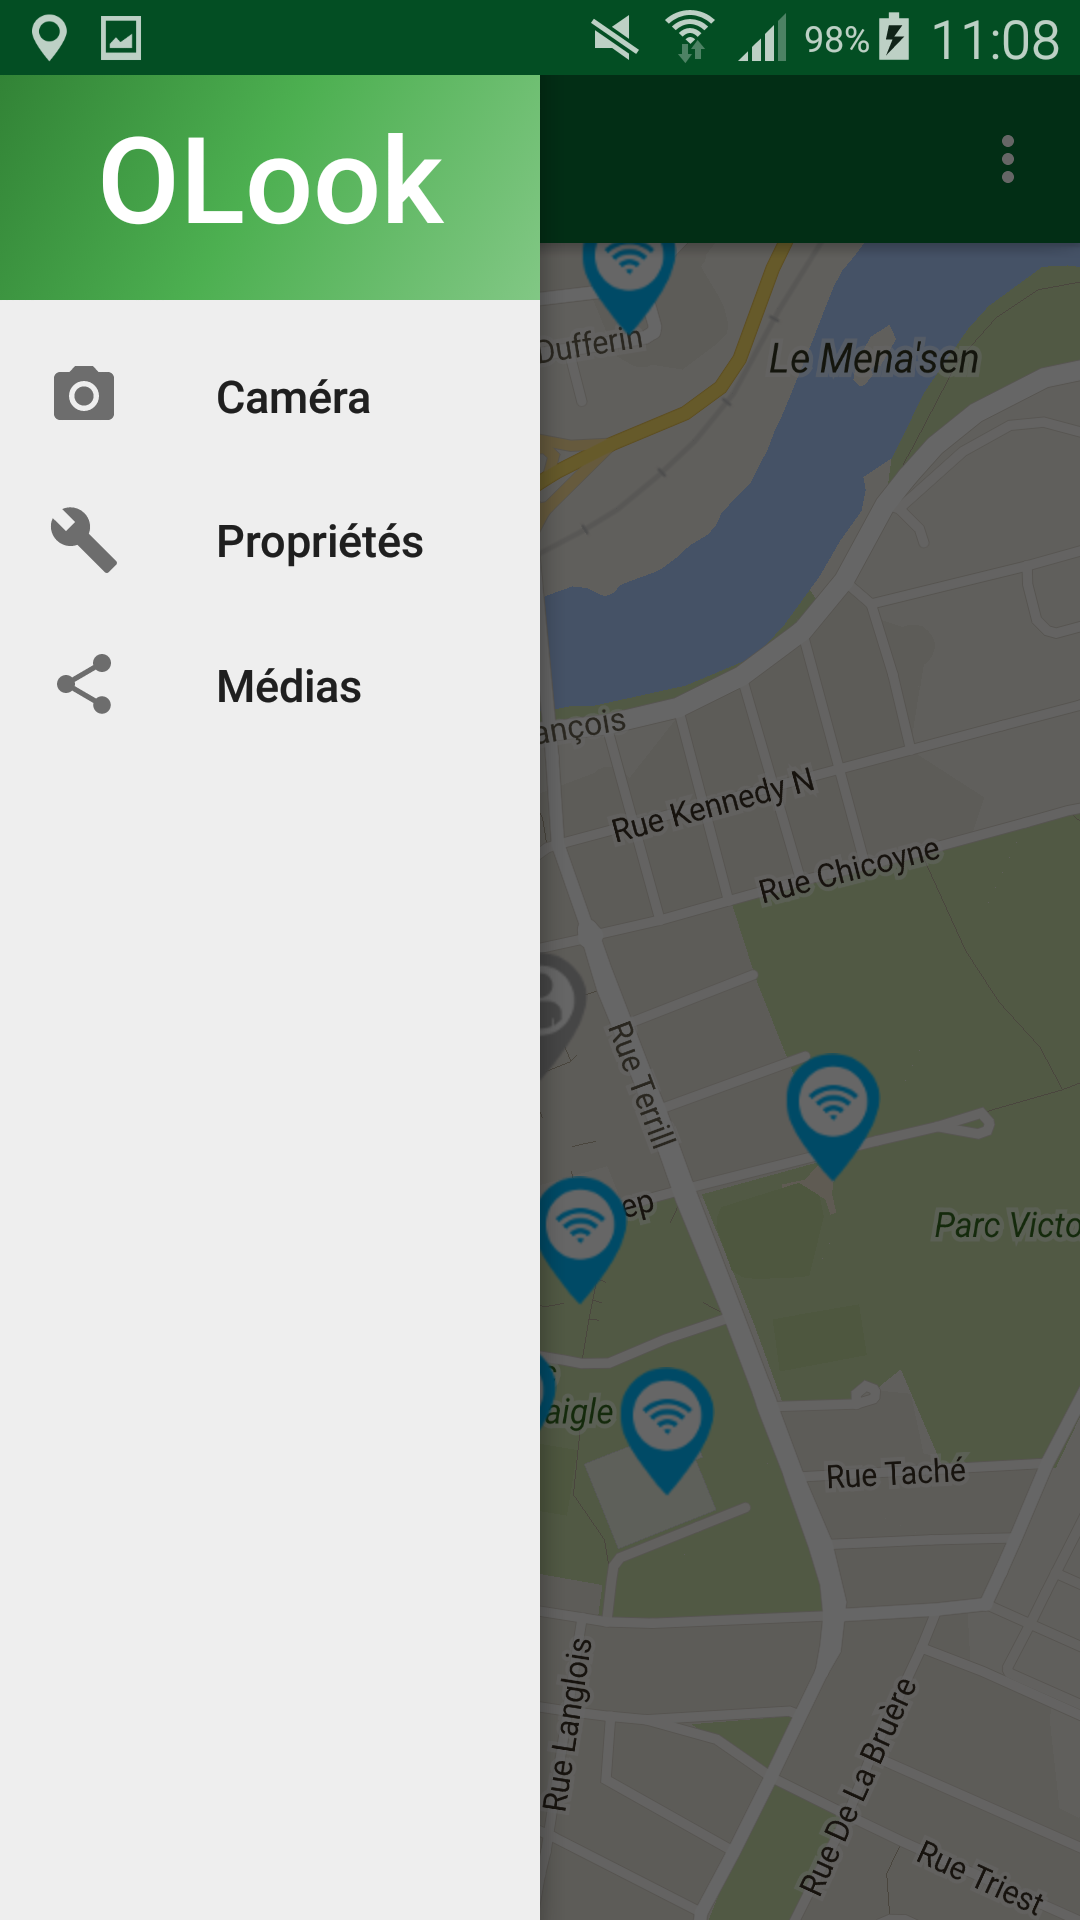 98% 11:08
OLook
Caméra
Propriétés
Médias
Dufferin
Le Mena'sen
ançois
Rue Kennedy N
Rue Chicoyne
Rue Terrill
ep
Parc Victo
aigle
Rue Taché
Rue Langlois
Rue De La Bruère
Rue Triest